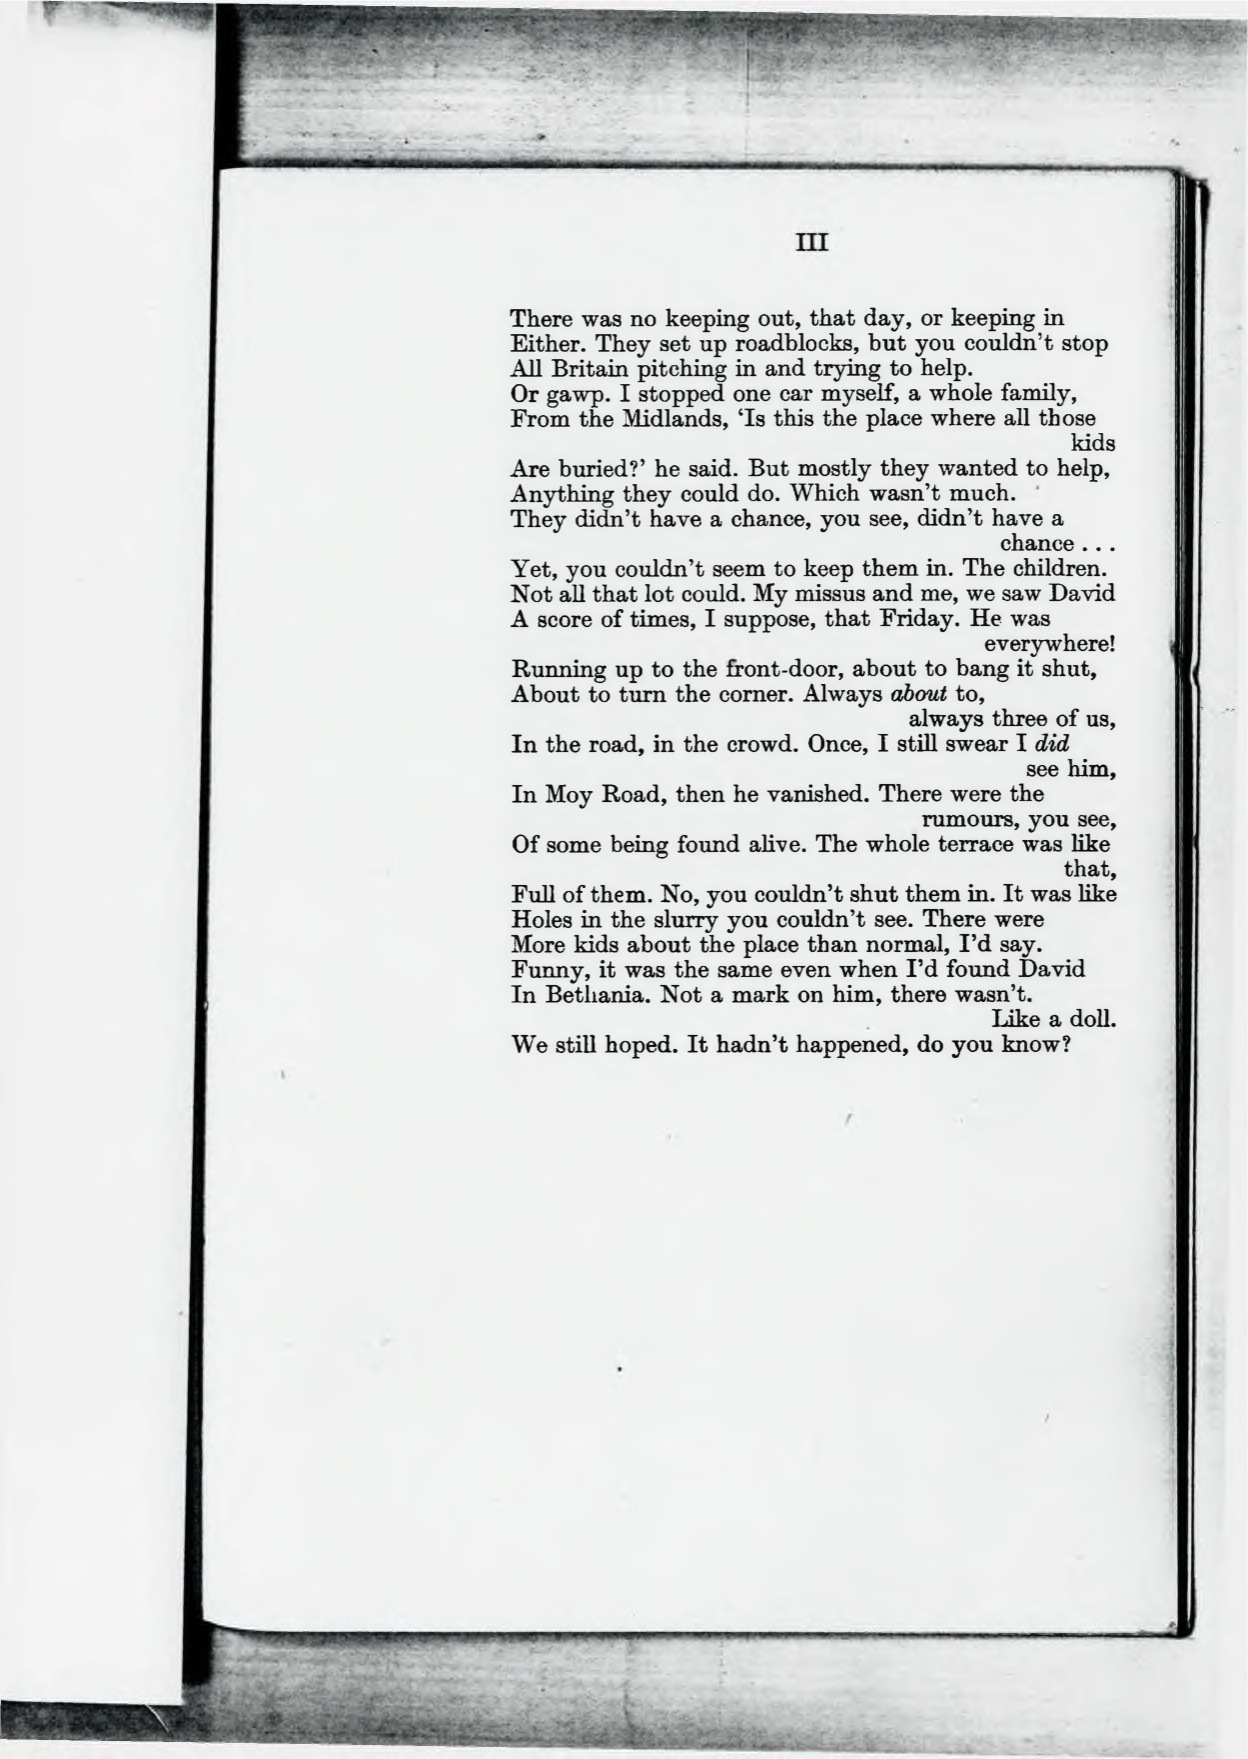 III
There was no keeping out, that day, or keeping in
Either. They set up roadblocks, but you couldn't stop
All Britain pitching in and trying to help.
Or gawp. I stopped one car myself, a whole family,
From the Midlands, ‘Is this the place where all those
kids
Are buried?’ he said. But mostly they wanted to help,
Anything they could do. Which wasn't much.
They didn't have a chance, you see, didn't have a
chance . . .
Yet, you couldn't seem to keep them in. The children.
Not all that lot could. My missus and me, we saw David
A score of times, I suppose, that Friday. He was
everywhere!
Running up to the front-door, about to bang it shut,
About to turn the corner. Always about to,
always three of us,
In the road, in the crowd. Once, I still swear I did
see him,
In Moy Road, then he vanished. There were the
rumours, you see,
Of some being found alive. The whole terrace was like
that,
Full of them. No, you couldn't shut them in. It was like
Holes in the slurry you couldn't see. There were
More kids about the place than normal, I'd say.
Funny, it was the same even when I'd found David
In Bethania. Not a mark on him, there wasn't.
Like a doll.
We still hoped. It hadn't happened, do you know?